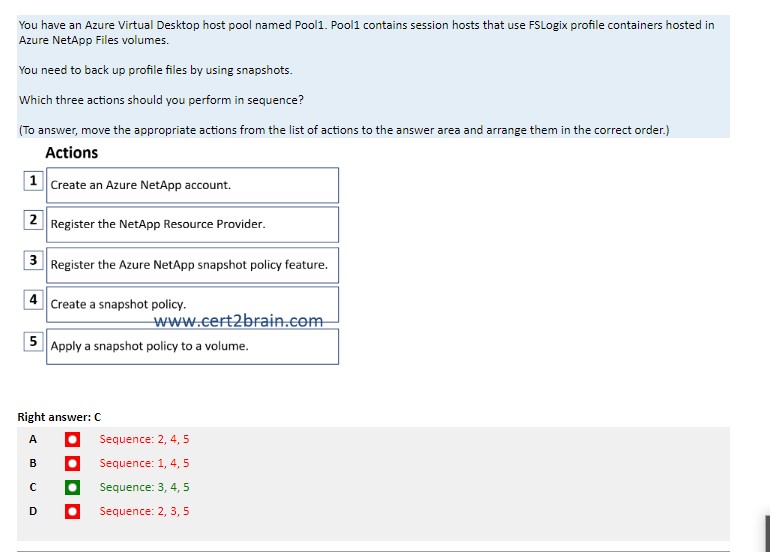 You have an Azure Virtual Desktop host pool named Pool1. Pool1 contains session hosts that use FSLogix profile containers hosted in
Azure NetApp Files volumes.
You need to back up profile files by using snapshots.
Which three actions should you perform in sequence?
(To answer, move the appropriate actions from the list of actions to the answer area and arrange them in the correct order.)
Actions
1 Create an Azure NetApp account.
2 Register the NetApp Resource Provider.
3 Register the Azure NetApp snapshot policy feature.
4 Create a snapshot policy.
www.cert2brain.com
5 Apply a snapshot policy to a volume.
Right answer: C
A Sequence: 2, 4, 5
B Sequence: 1, 4, 5
C Sequence: 3, 4, 5
D Sequence: 2, 3, 5